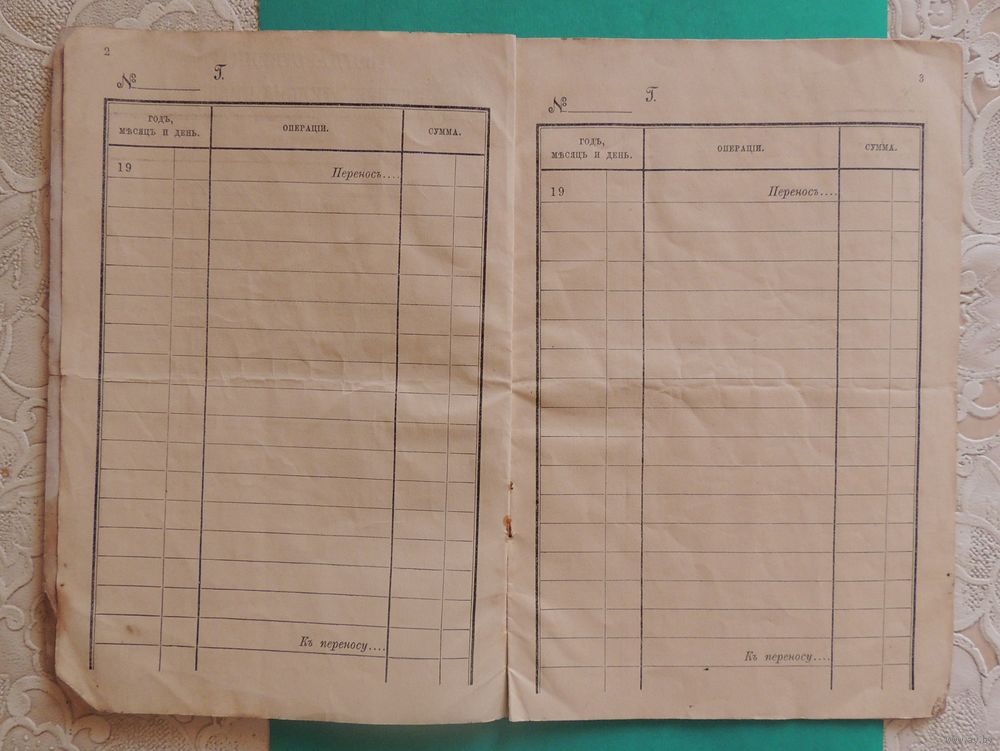 2
№ Г.
ГОДЪ,
МѢСЯЦЪ И ДЕНЬ.
ОПЕРАЦІИ.
СУММА.
19
Переносъ....
Къ переносу....
3
№ Г.
ГОДЪ,
МѢСЯЦЪ И ДЕНЬ.
ОПЕРАЦІИ.
СУММА.
19
Переносъ....
Къ переносу....